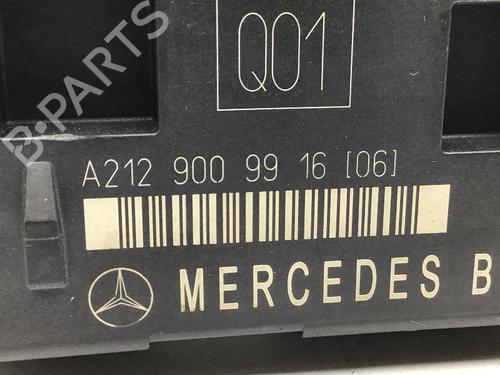 Q01
B-PARTS
A212 900 99 16 [06]
MERCEDES B